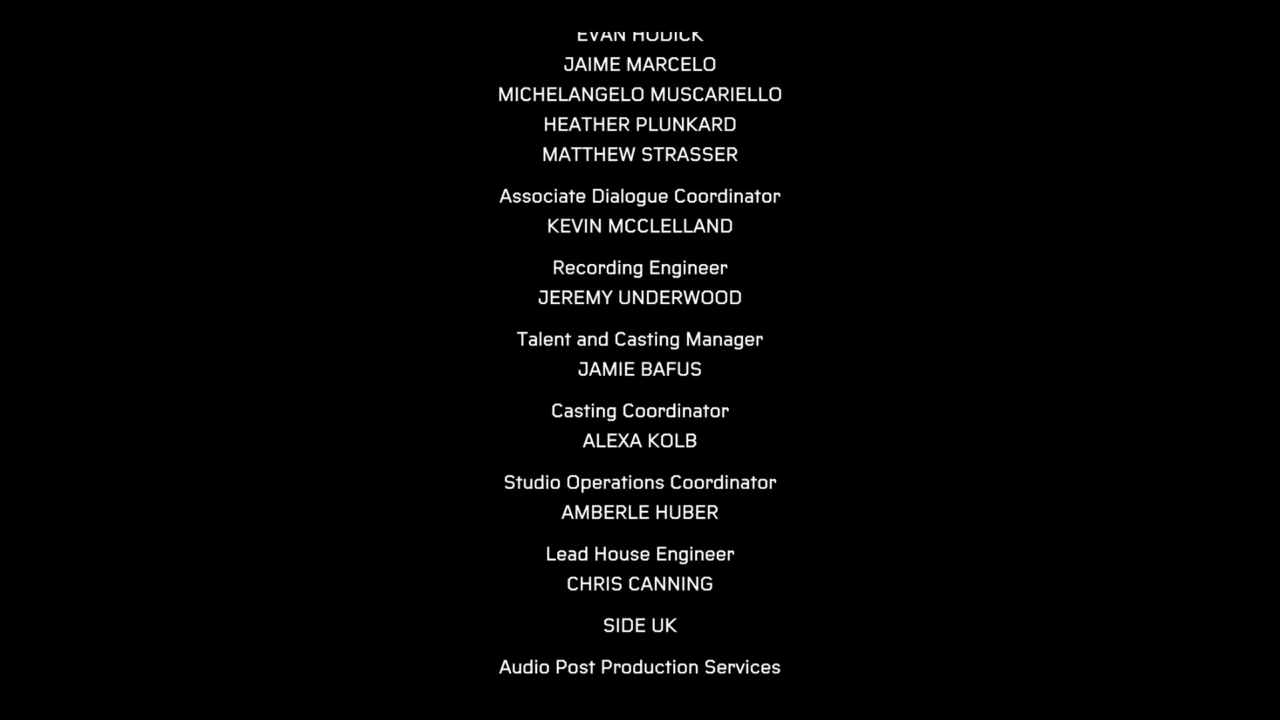 EVAN HODICK
JAIME MARCELO
MICHELANGELO MUSCARIELLO
HEATHER PLUNKARD
MATTHEW STRASSER
Associate Dialogue Coordinator
KEVIN MCCLELLAND
Recording Engineer
JEREMY UNDERWOOD
Talent and Casting Manager
JAMIE BAFUS
Casting Coordinator
ALEXA KOLB
Studio Operations Coordinator
AMBERLE HUBER
Lead House Engineer
CHRIS CANNING
SIDE UK
Audio Post Production Services